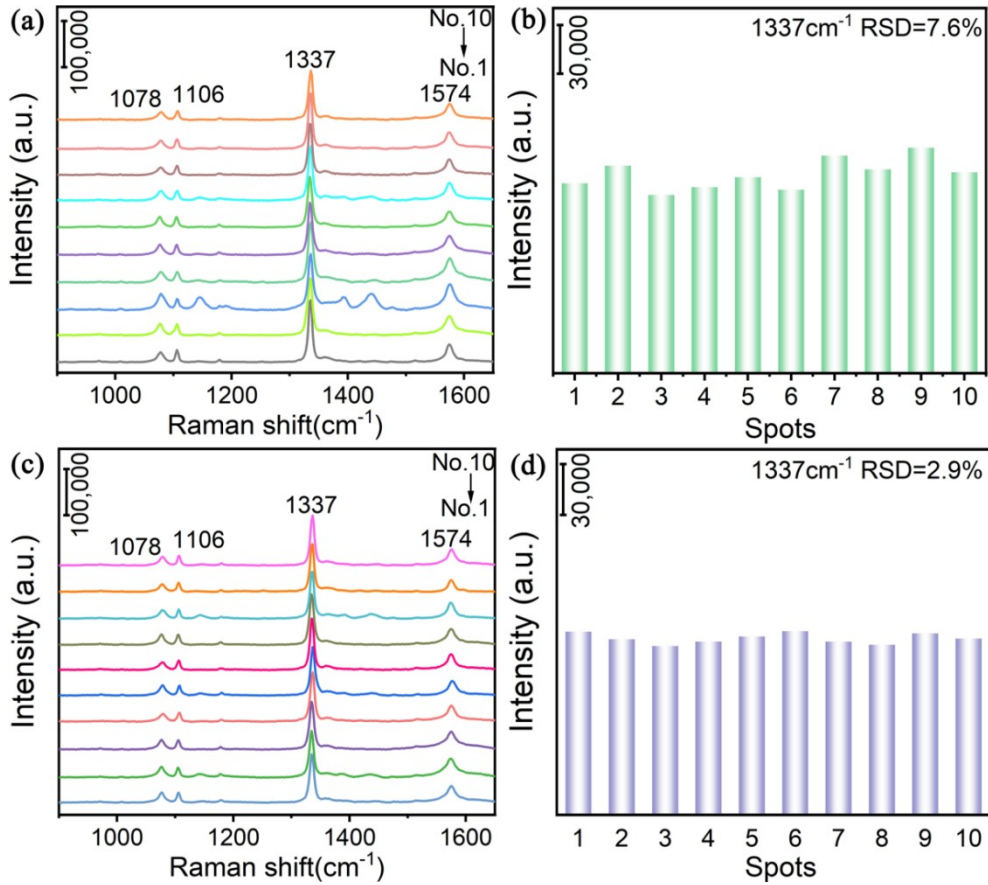 (a)
100,000
No.10
No.1
1078
1106
1337
1574
Intensity (a.u.)
1000
1200
1400
1600
Raman shift(cm⁻¹)
(b)
30,000
1337cm⁻¹ RSD=7.6%
Intensity (a.u.)
1 2 3 4 5 6 7 8 9 10
Spots
(c)
100,000
No.10
No.1
1078
1106
1337
1574
Intensity (a.u.)
1000
1200
1400
1600
Raman shift(cm⁻¹)
(d)
30,000
1337cm⁻¹ RSD=2.9%
Intensity (a.u.)
1 2 3 4 5 6 7 8 9 10
Spots